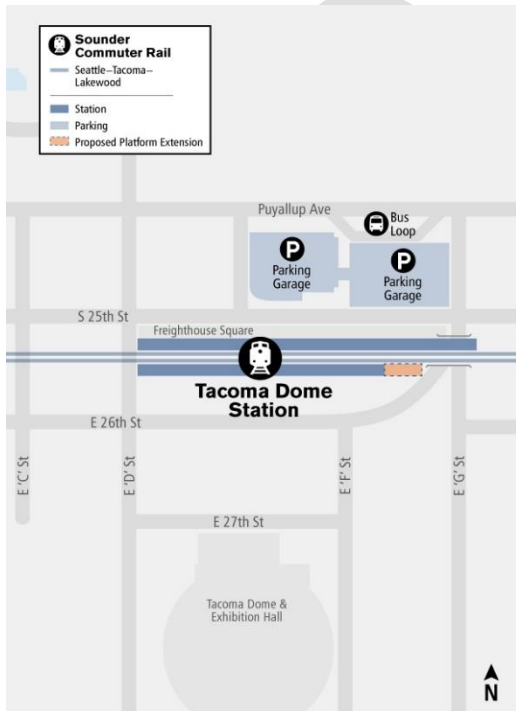 Sounder
Commuter Rail
Seattle–Tacoma–
Lakewood
Station
Parking
Proposed Platform Extension
Puyallup Ave
Bus
Loop
P
Parking
Garage
P
Parking
Garage
S 25th St
Freighthouse Square
Tacoma Dome
Station
E 26th St
E 'C' St
E 'D' St
E 'F' St
E 'G' St
E 27th St
Tacoma Dome &
Exhibition Hall
N